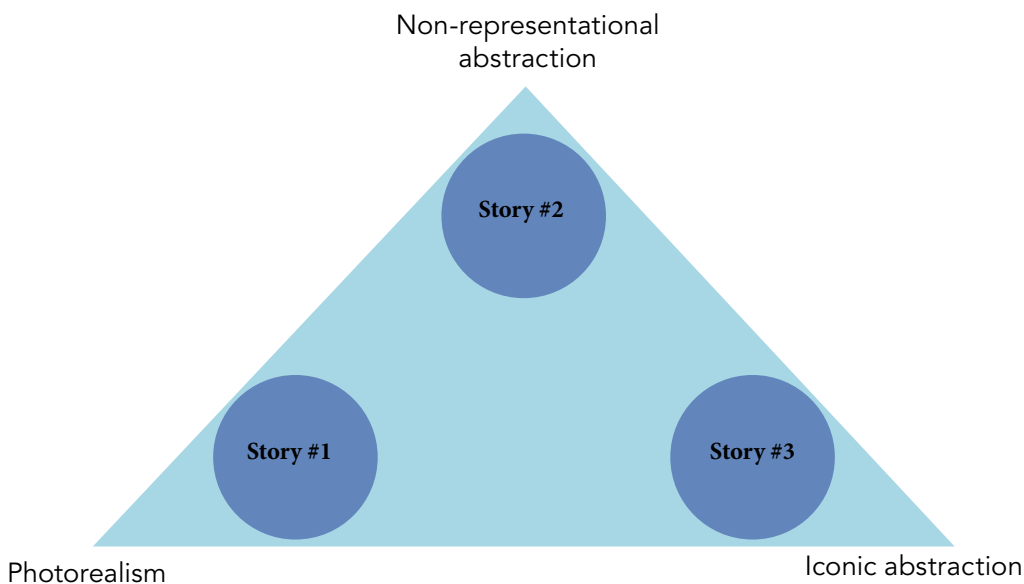 Non-representational
abstraction
Story #2
Story #1
Story #3
Photorealism
Iconic abstraction